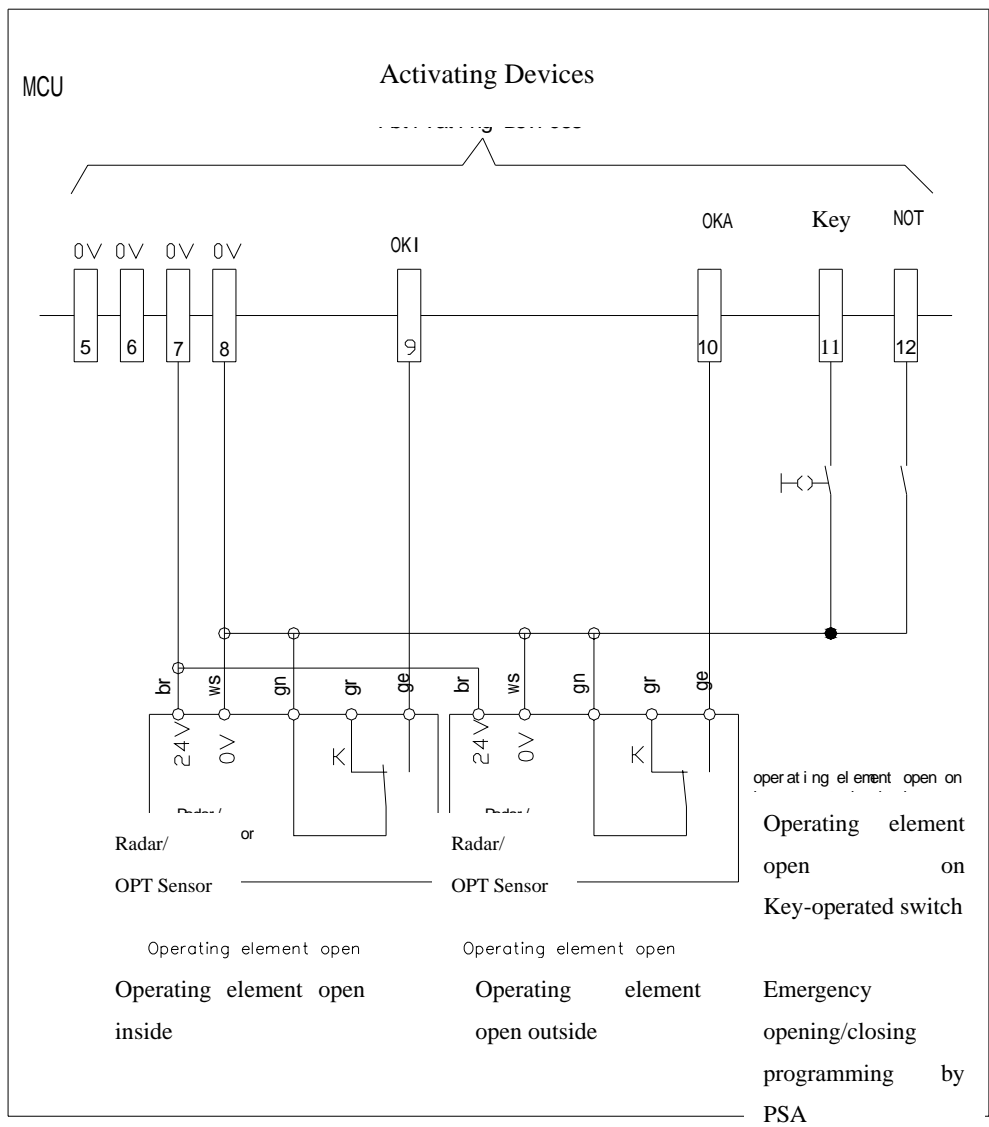 MCU
Activating Devices
0V 0V 0V 0V
OKI
OKA
Key
NOT
5 6 7 8 9 10 11 12
br ws gn gr ge br ws gn gr ge
24V 0V K 24V 0V K
operating element open on
or
Radar/
OPT Sensor
Radar/
OPT Sensor
Operating element
open on
Key-operated switch
Operating element open
Operating element open
Operating element open
inside
Operating element
open outside
Emergency
opening/closing
programming by
PSA